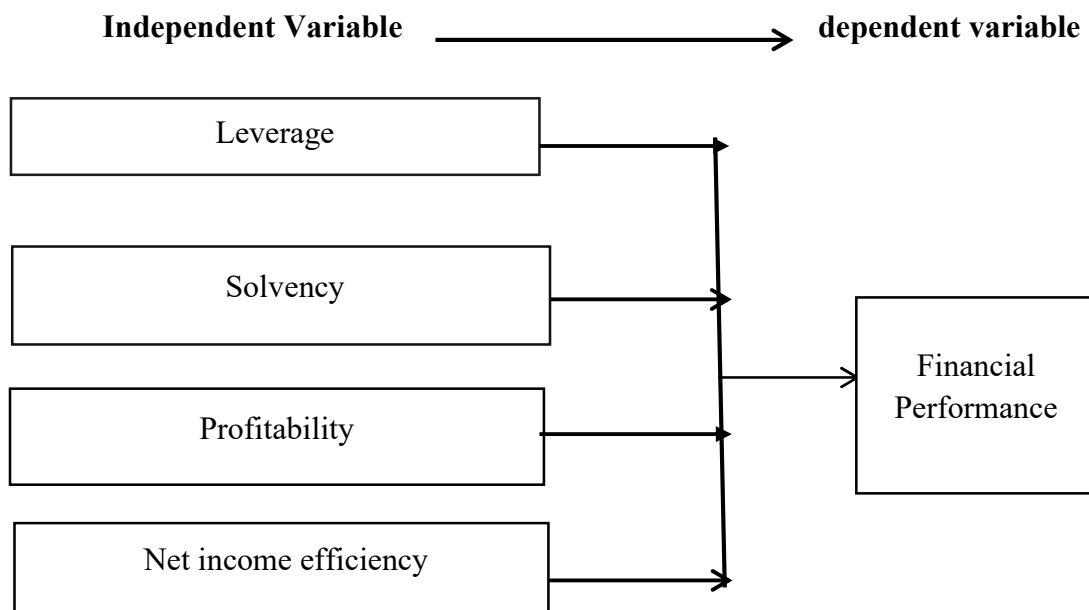 Independent Variable
dependent variable
Leverage
Solvency
Profitability
Net income efficiency
Financial
Performance